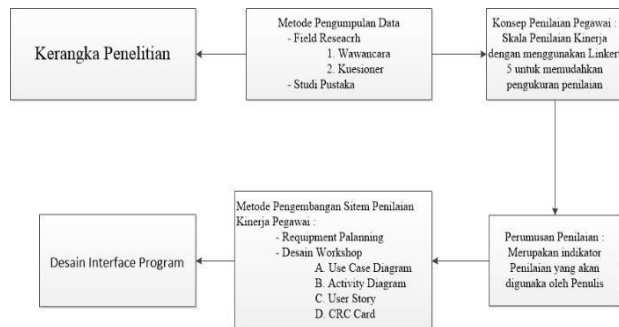 Kerangka Penelitian
Metode Pengumpulan Data
- Field Reseacrh
1. Wawancara
2. Kuesioner
- Studi Pustaka
Konsep Penilaian Pegawai :
Skala Penilaian Kinerja
dengan menggunakan Linkert
5 untuk memudahkan
pengukuran penilaian
Perumusan Penilaian :
Merupakan indikator
Penilaian yang akan
digunaka oleh Penulis
Metode Pengembangan Sitem Penilaian
Kinerja Pegawai :
- Requipment Palanning
- Desain Workshop
A. Use Case Diagram
B. Activity Diagram
C. User Story
D. CRC Card
Desain Interface Program